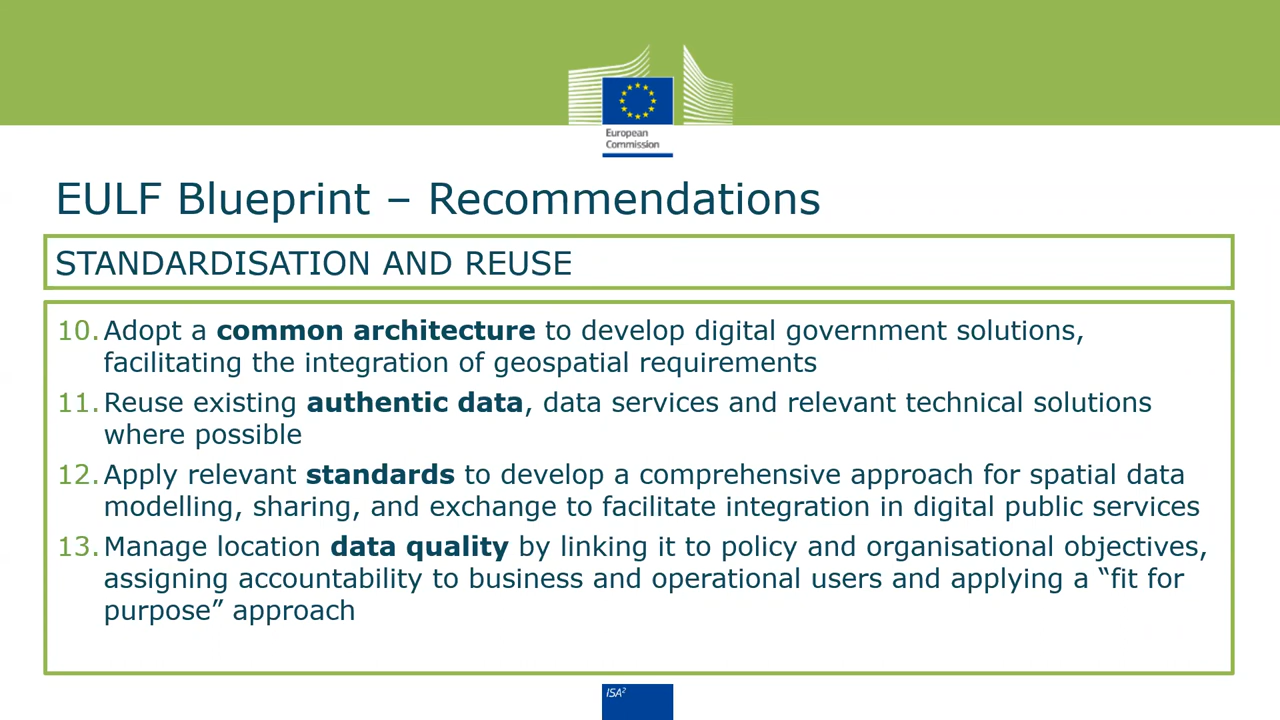 European
Commission
EULF Blueprint – Recommendations
STANDARDISATION AND REUSE
10. Adopt a common architecture to develop digital government solutions,
facilitating the integration of geospatial requirements
11. Reuse existing authentic data, data services and relevant technical solutions
where possible
12. Apply relevant standards to develop a comprehensive approach for spatial data
modelling, sharing, and exchange to facilitate integration in digital public services
13. Manage location data quality by linking it to policy and organisational objectives,
assigning accountability to business and operational users and applying a “fit for
purpose” approach
ISA²